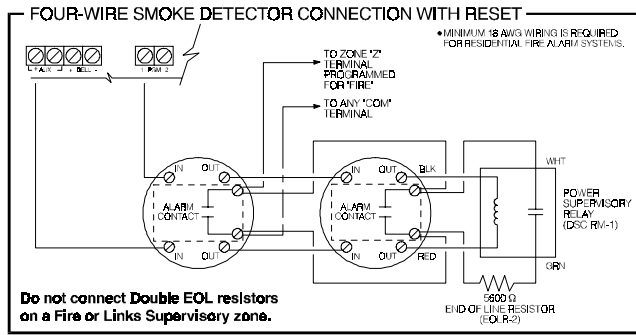 FOUR-WIRE SMOKE DETECTOR CONNECTION WITH RESET
• MINIMUM 18 AWG WIRING IS REQUIRED
FOR RESIDENTIAL FIRE ALARM SYSTEMS.
+ AUX - + BELL - 1 PGM 2
TO ZONE "Z"
TERMINAL
PROGRAMMED
FOR "FIRE"
TO ANY "COM"
TERMINAL
IN OUT
ALARM
CONTACT
IN OUT
IN OUT
ALARM
CONTACT
IN OUT
BLK
RED
WHT
GRN
POWER
SUPERVISORY
RELAY
(DSC RM-1)
5600 Ω
END OF LINE RESISTOR
(EOLR-2)
Do not connect Double EOL resistors
on a Fire or Links Supervisory zone.